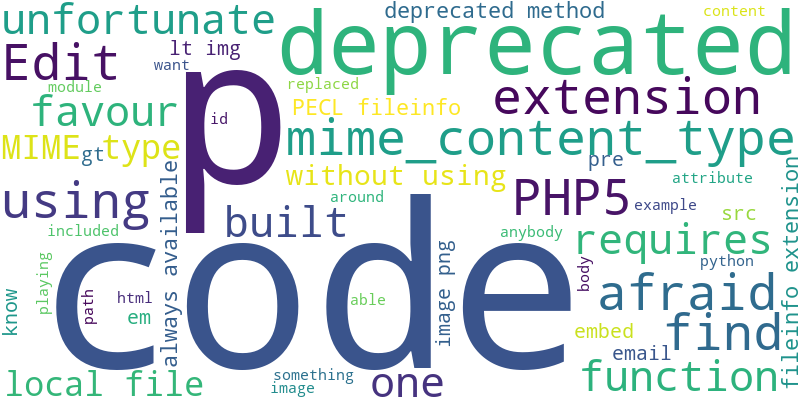 unfortunate
deprecated method
content
Edit
lt img
want
p
deprecated
module
id
replaced
favour
PECL fileinfo
extension
MIME type
gt
mime_content_type
pre
without using
attribute
using
always available
around
PHP5
example
src
fileinfo extension
included
built
anybody
requires
playing
path
code
image png
body
python
know
html
em
able
afraid
embed
find
email
local file
something
image
one
function